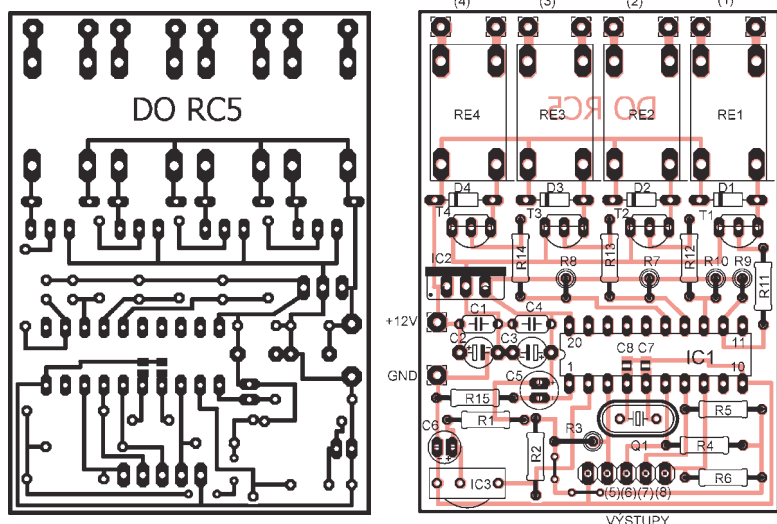 DO RC5
(4) (3) (2) (1)
RE4 RE3 RE2 RE1
DO RC5
D4 D3 D2 D1
T4 T3 T2 T1
IC2 R14 R8 R13 R7 R12 R10 R9 R11
+12V C1 C4 20 11
C2 C3 C8 C7 IC1
GND 1 10
C5
R15 R5
R1
C6 R2 R3 Q1 R4
IC3 R6
(5) (6) (7) (8)
VÝSTUPY